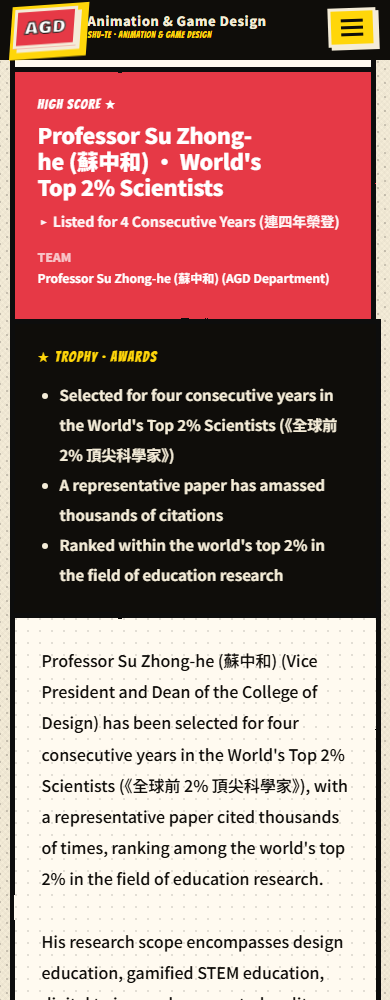 AGD
Animation & Game Design
SHU-TE · ANIMATION & GAME DESIGN
HIGH SCORE ★
Professor Su Zhong-
he (蘇中和) · World's
Top 2% Scientists
► Listed for 4 Consecutive Years (連四年榮登)
TEAM
Professor Su Zhong-he (蘇中和) (AGD Department)
★ TROPHY · AWARDS
• Selected for four consecutive years in
the World's Top 2% Scientists (《全球前
2% 頂尖科學家》)
• A representative paper has amassed
thousands of citations
• Ranked within the world's top 2% in
the field of education research
Professor Su Zhong-he (蘇中和) (Vice
President and Dean of the College of
Design) has been selected for four
consecutive years in the World's Top 2%
Scientists (《全球前 2% 頂尖科學家》), with
a representative paper cited thousands
of times, ranking among the world's top
2% in the field of education research.
His research scope encompasses design
education, gamified STEM education,